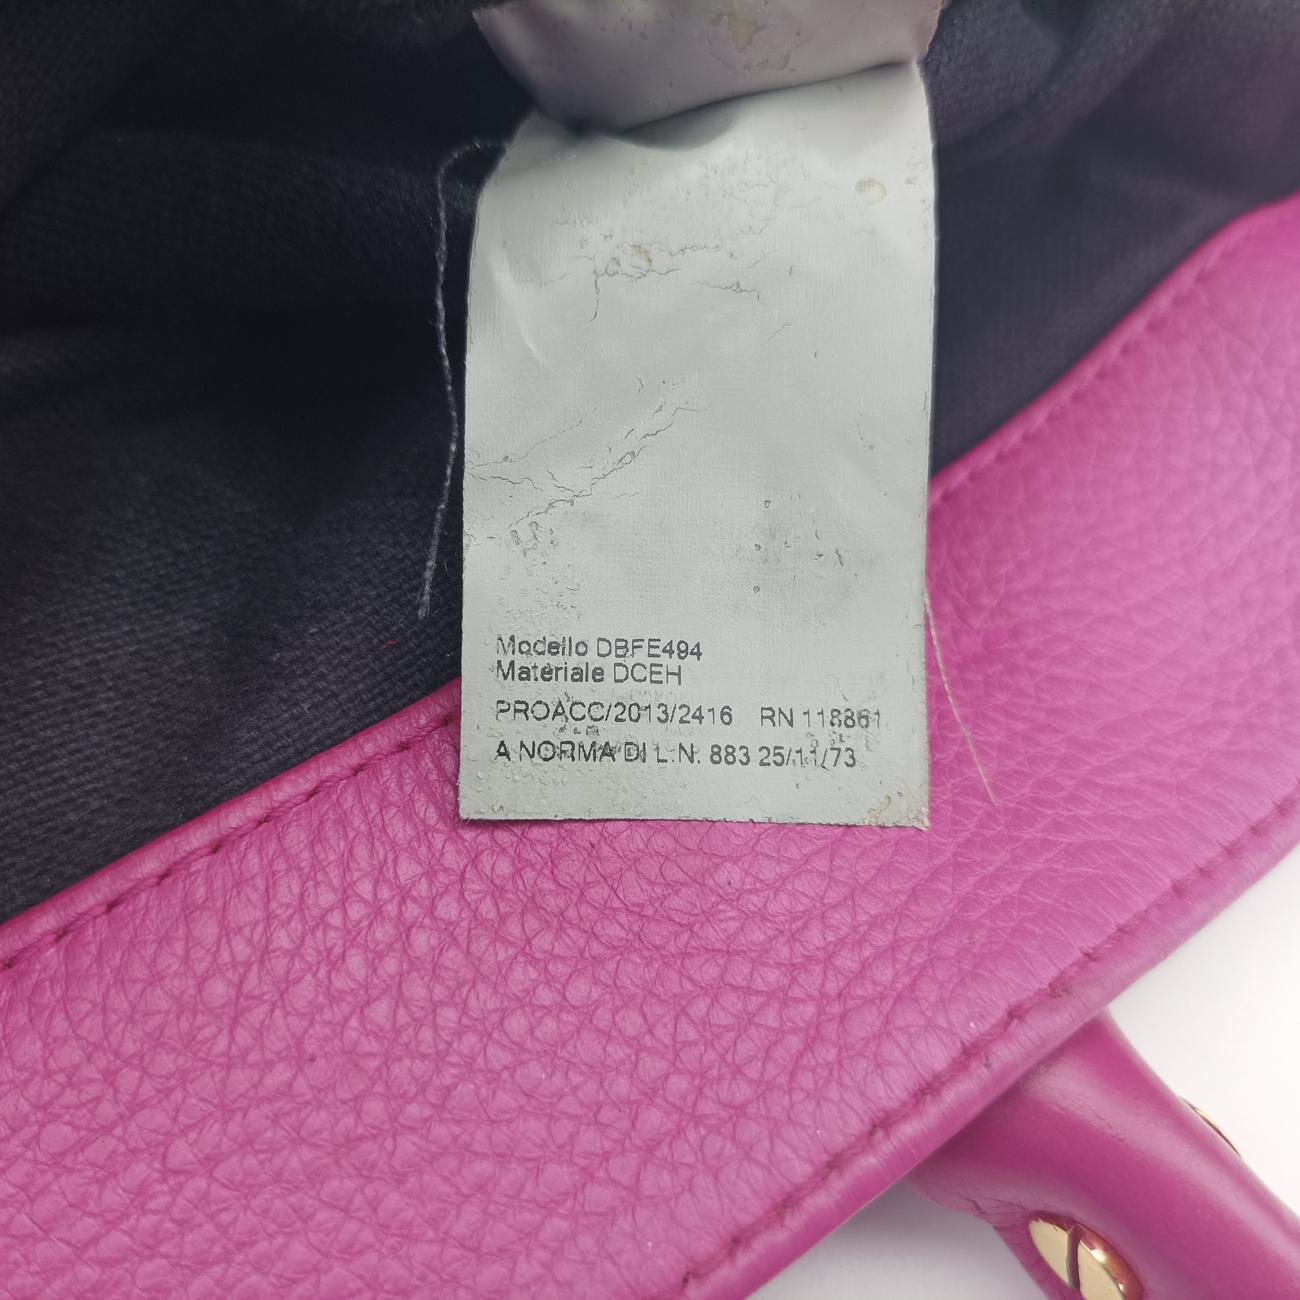 Modello DBFE494
Materiale DCEH
PROACC/2013/2416 RN 118861
A NORMA DI L.N. 883 25/11/73